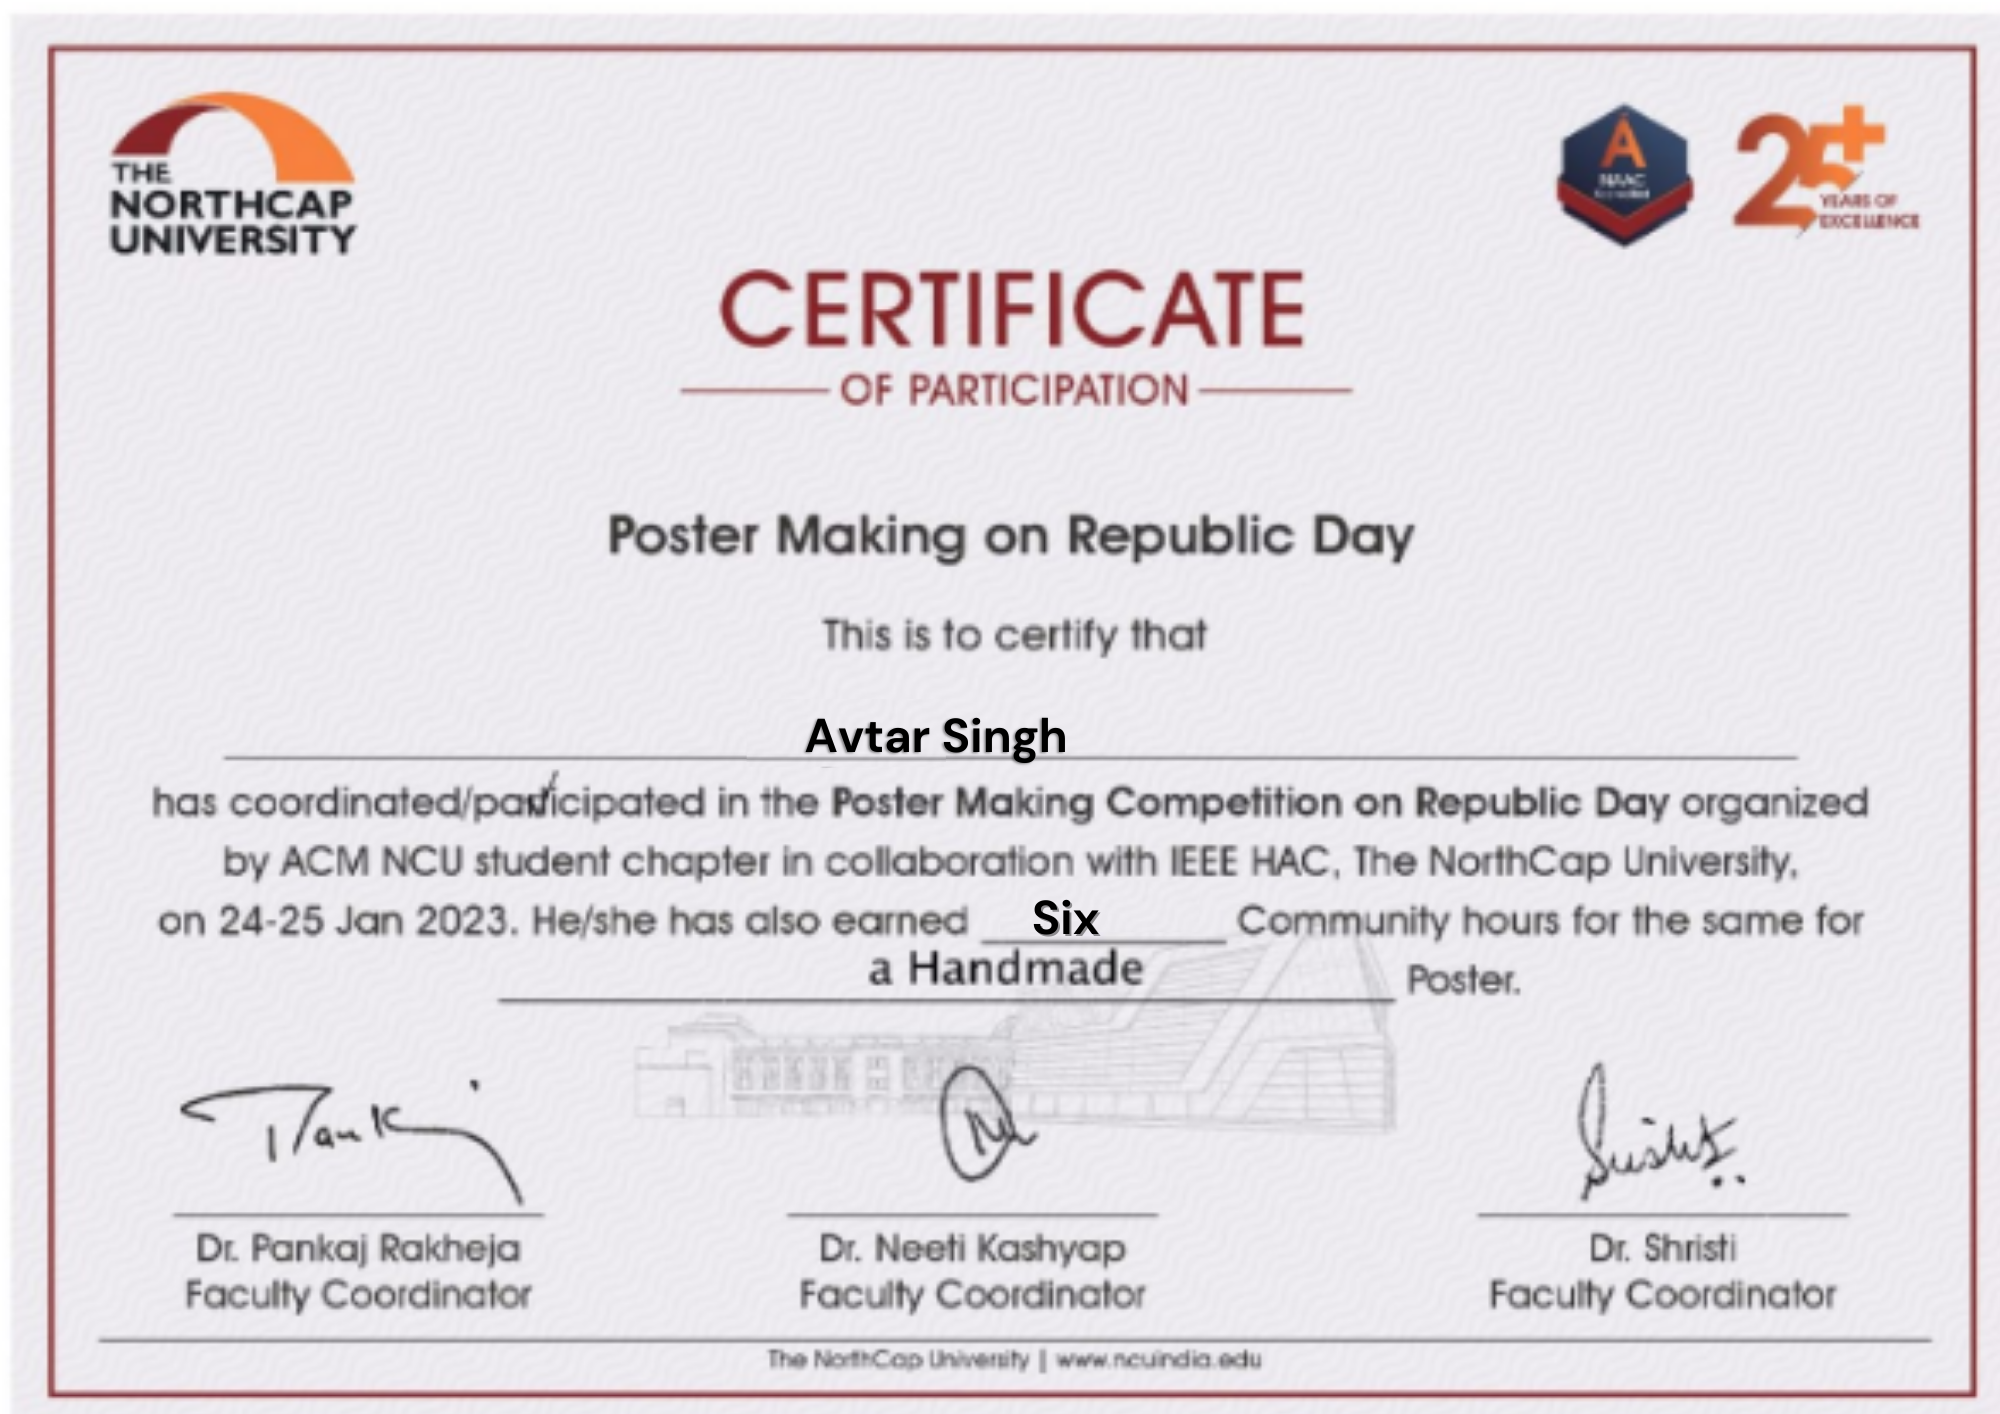 THE
NORTHCAP
UNIVERSITY
A
NAAC
25+
YEARS OF
EXCELLENCE
CERTIFICATE
OF PARTICIPATION
Poster Making on Republic Day
This is to certify that
Avtar Singh
has coordinated/participated in the Poster Making Competition on Republic Day organized
by ACM NCU student chapter in collaboration with IEEE HAC, The NorthCap University,
on 24-25 Jan 2023. He/she has also earned Six Community hours for the same for
a Handmade Poster.
Pankaj
Dr. Pankaj Rakheja
Faculty Coordinator
Dr. Neeti Kashyap
Faculty Coordinator
Dr. Shristi
Faculty Coordinator
The NorthCap University | www.ncuindia.edu